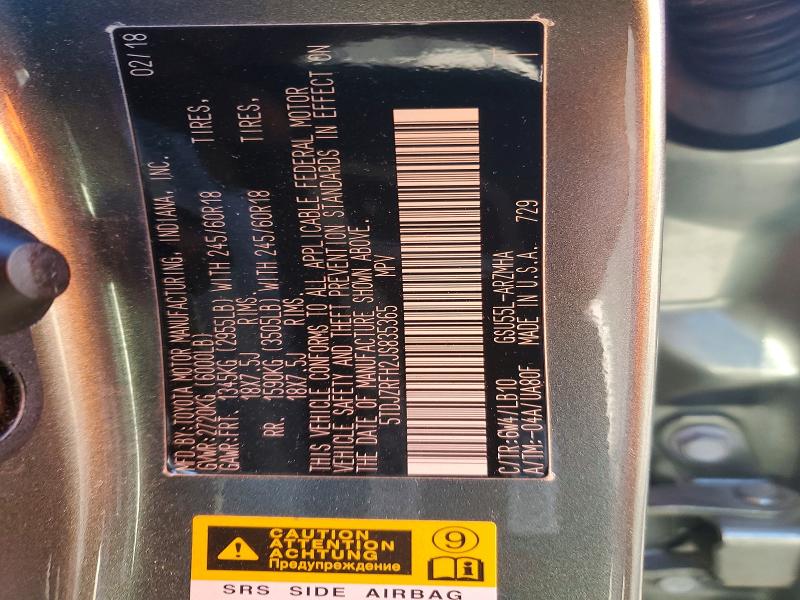 MFD BY:TOYOTA MOTOR MANUFACTURING, INDIANA, INC. 02/18
GVWR:2720KG (6000LB)
GAWR:FRT. 1345KG (2955LB) WITH 245/60R18 TIRES,
18X7.5J RIMS.
RR. 1590KG (3505LB) WITH 245/60R18 TIRES,
18X7.5J RIMS.
THIS VEHICLE CONFORMS TO ALL APPLICABLE FEDERAL MOTOR
VEHICLE SAFETY AND THEFT PREVENTION STANDARDS IN EFFECT ON
THE DATE OF MANUFACTURE SHOWN ABOVE.
5TDJZRFH2JS835365 MPV
C/TR:6W4/LB10 GSU55L-ARZMHA
A/TM:-04A/UA80F MADE IN U.S.A. 729
CAUTION
ATTENTION
ACHTUNG
Предупреждение
9
i
SRS SIDE AIRBAG